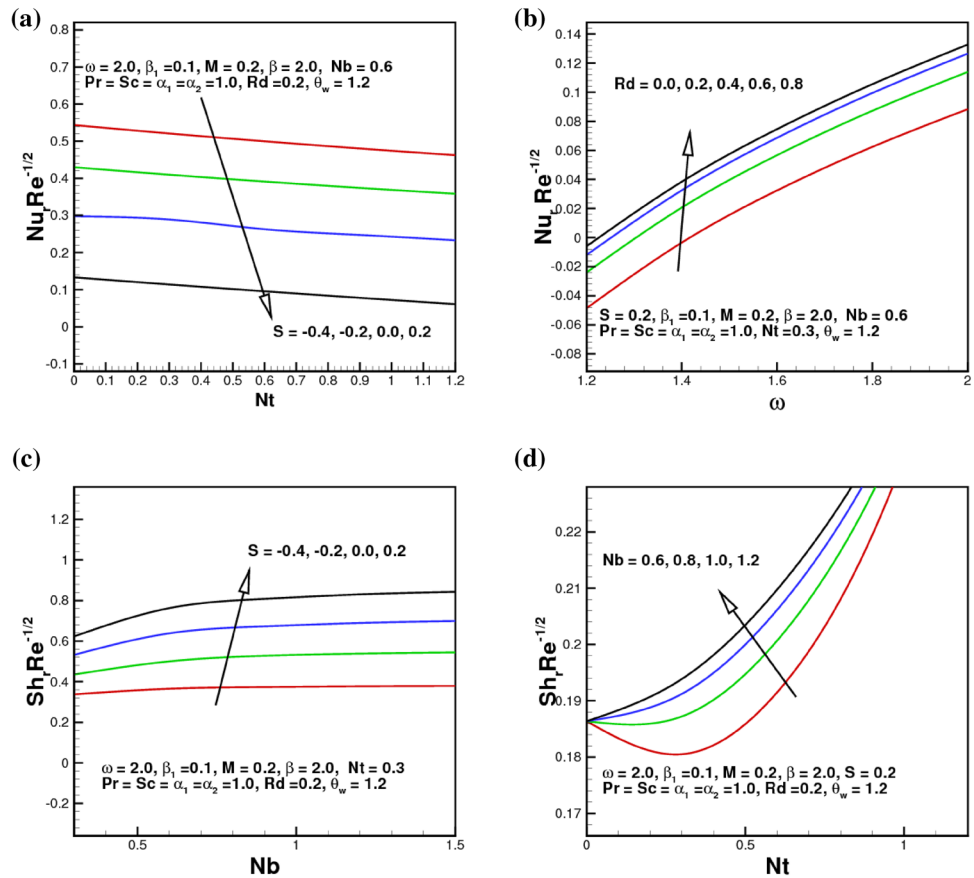 (a)
0.8
0.7
0.6
0.5
0.4
0.3
0.2
0.1
0
-0.1
NuᵣRe⁻¹ᐟ²
ω = 2.0, β₁ =0.1, M = 0.2, β = 2.0, Nb = 0.6
Pr = Sc = α₁ =α₂ =1.0, Rd =0.2, θw = 1.2
S = -0.4, -0.2, 0.0, 0.2
0 0.1 0.2 0.3 0.4 0.5 0.6 0.7 0.8 0.9 1 1.1 1.2
Nt
(b)
0.14
0.12
0.1
0.08
0.06
0.04
0.02
0
-0.02
-0.04
-0.06
-0.08
Nuᵣ Re⁻¹ᐟ²
Rd = 0.0, 0.2, 0.4, 0.6, 0.8
S = 0.2, β₁ =0.1, M = 0.2, β = 2.0, Nb = 0.6
Pr = Sc = α₁ =α₂ =1.0, Nt =0.3, θw = 1.2
1.2 1.4 1.6 1.8 2
ω
(c)
1.2
1
0.8
0.6
0.4
0.2
0
-0.2
ShᵣRe⁻¹ᐟ²
S = -0.4, -0.2, 0.0, 0.2
ω = 2.0, β₁ =0.1, M = 0.2, β = 2.0, Nt = 0.3
Pr = Sc = α₁ =α₂ =1.0, Rd =0.2, θw = 1.2
0.5 1 1.5
Nb
(d)
0.22
0.21
0.2
0.19
0.18
0.17
ShᵣRe⁻¹ᐟ²
Nb = 0.6, 0.8, 1.0, 1.2
ω = 2.0, β₁ =0.1, M = 0.2, β = 2.0, S = 0.2
Pr = Sc = α₁ =α₂ =1.0, Rd =0.2, θw = 1.2
0 0.5 1
Nt